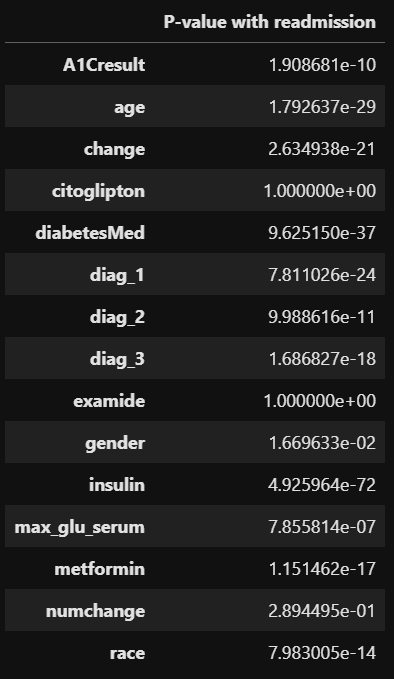 P-value with readmission
A1Cresult 1.908681e-10
age 1.792637e-29
change 2.634938e-21
citoglipton 1.000000e+00
diabetesMed 9.625150e-37
diag_1 7.811026e-24
diag_2 9.988616e-11
diag_3 1.686827e-18
examide 1.000000e+00
gender 1.669633e-02
insulin 4.925964e-72
max_glu_serum 7.855814e-07
metformin 1.151462e-17
numchange 2.894495e-01
race 7.983005e-14